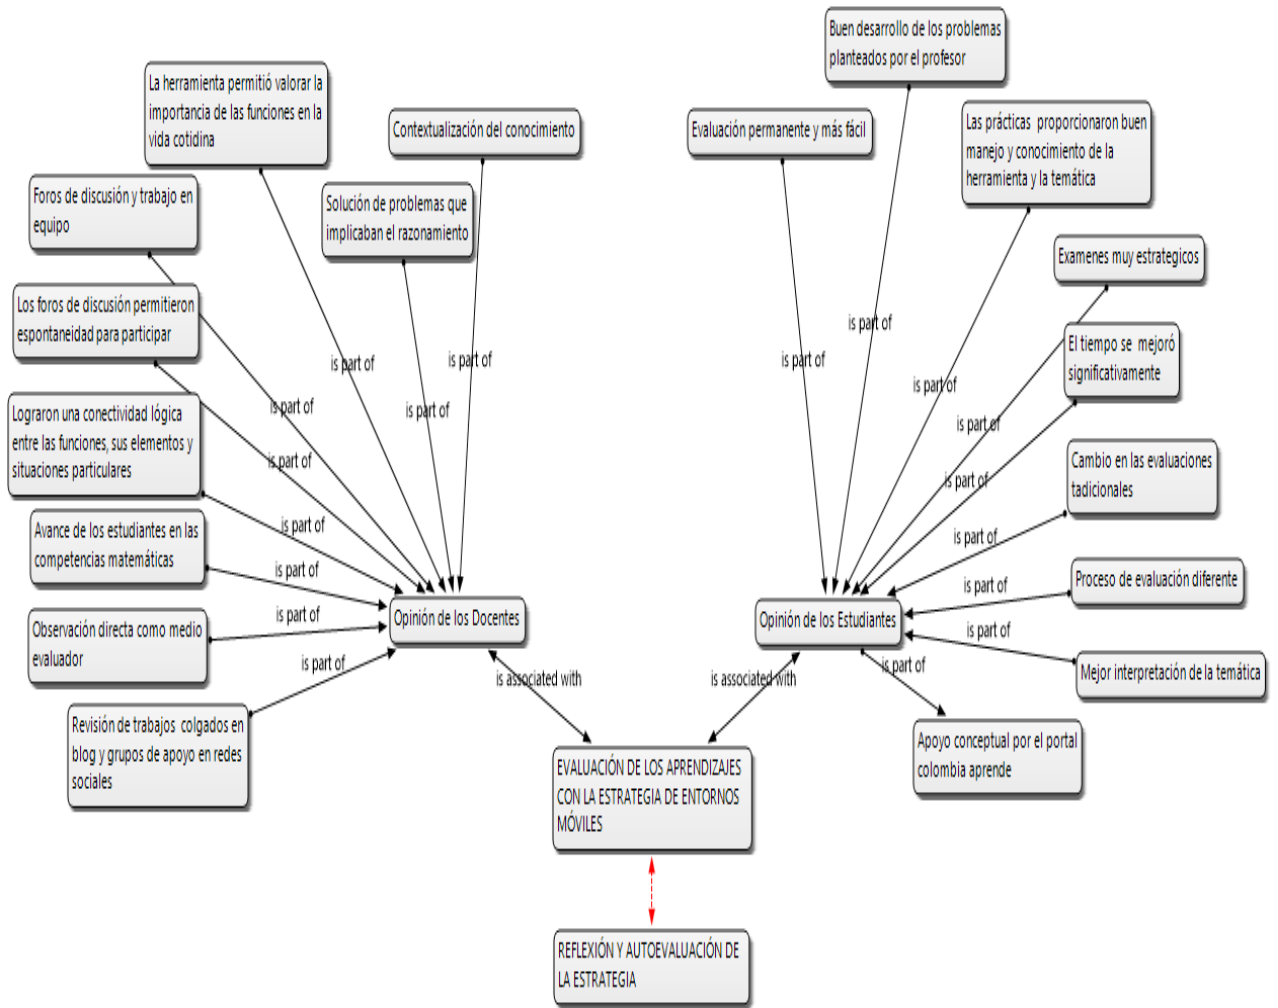 Buen desarrollo de los problemas
planteados por el profesor
La herramienta permitió valorar la
importancia de las funciones en la
vida cotidina
Contextualización del conocimiento
Evaluación permanente y más fácil
Las prácticas proporcionaron buen
manejo y conocimiento de la
herramienta y la temática
Foros de discusión y trabajo en
equipo
Solución de problemas que
implicaban el razonamiento
Examenes muy estrategicos
Los foros de discusión permitieron
espontaneidad para participar
El tiempo se mejoró
significativamente
is part of
is part of
is part of
is part of
is part of
is part of
Lograron una conectividad lógica
entre las funciones, sus elementos y
situaciones particulares
is part of
is part of
Cambio en las evaluaciones
tadicionales
is part of
is part of
Avance de los estudiantes en las
competencias matemáticas
is part of
is part of
is part of
Proceso de evaluación diferente
is part of
Observación directa como medio
evaluador
is part of
Opinión de los Docentes
Opinión de los Estudiantes
is part of
is part of
is part of
Mejor interpretación de la temática
is associated with
is associated with
Revisión de trabajos colgados en
blog y grupos de apoyo en redes
sociales
Apoyo conceptual por el portal
colombia aprende
EVALUACIÓN DE LOS APRENDIZAJES
CON LA ESTRATEGIA DE ENTORNOS
MÓVILES
REFLEXIÓN Y AUTOEVALUACIÓN DE
LA ESTRATEGIA